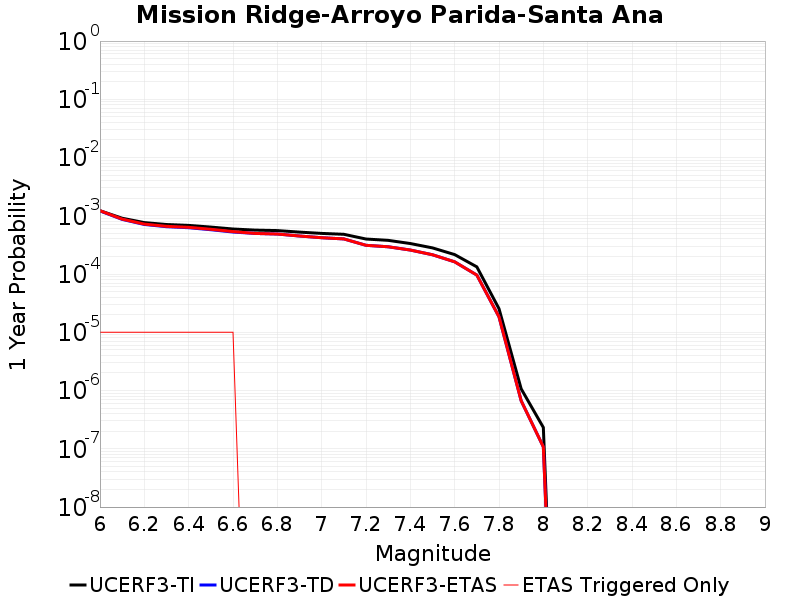 Mission Ridge-Arroyo Parida-Santa Ana
1 Year Probability
10^0
10^-1
10^-2
10^-3
10^-4
10^-5
10^-6
10^-7
10^-8
6 6.2 6.4 6.6 6.8 7 7.2 7.4 7.6 7.8 8 8.2 8.4 8.6 8.8 9
Magnitude
UCERF3-TI UCERF3-TD UCERF3-ETAS ETAS Triggered Only